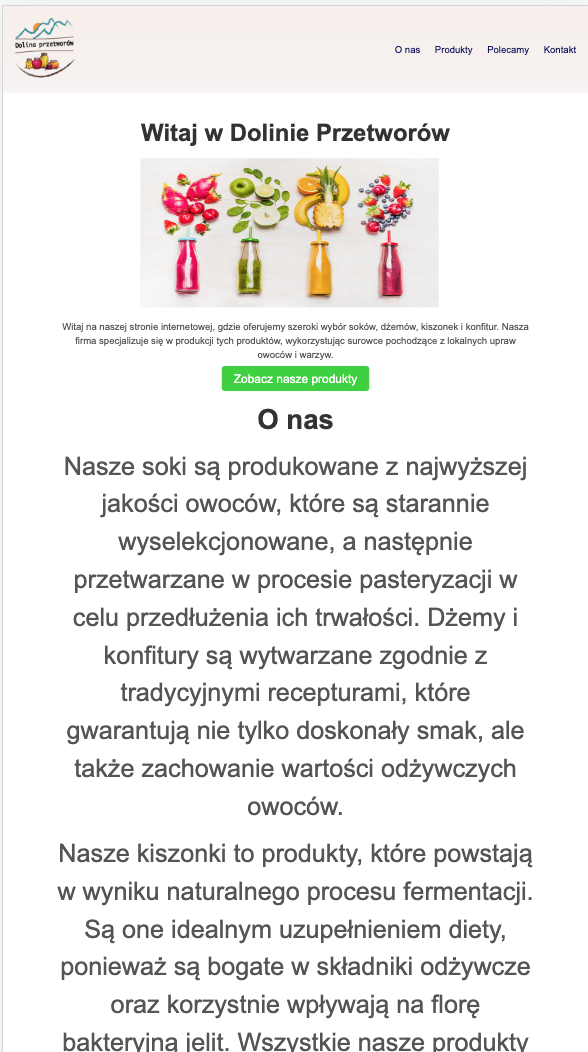 Dolina przetworów
O nas Produkty Polecamy Kontakt
Witaj w Dolinie Przetworów
Witaj na naszej stronie internetowej, gdzie oferujemy szeroki wybór soków, dżemów, kiszonek i konfitur. Nasza
firma specjalizuje się w produkcji tych produktów, wykorzystując surowce pochodzące z lokalnych upraw
owoców i warzyw.
Zobacz nasze produkty
O nas
Nasze soki są produkowane z najwyższej
jakości owoców, które są starannie
wyselekcjonowane, a następnie
przetwarzane w procesie pasteryzacji w
celu przedłużenia ich trwałości. Dżemy i
konfitury są wytwarzane zgodnie z
tradycyjnymi recepturami, które
gwarantują nie tylko doskonały smak, ale
także zachowanie wartości odżywczych
owoców.
Nasze kiszonki to produkty, które powstają
w wyniku naturalnego procesu fermentacji.
Są one idealnym uzupełnieniem diety,
ponieważ są bogate w składniki odżywcze
oraz korzystnie wpływają na florę
bakteryjną jelit. Wszystkie nasze produkty